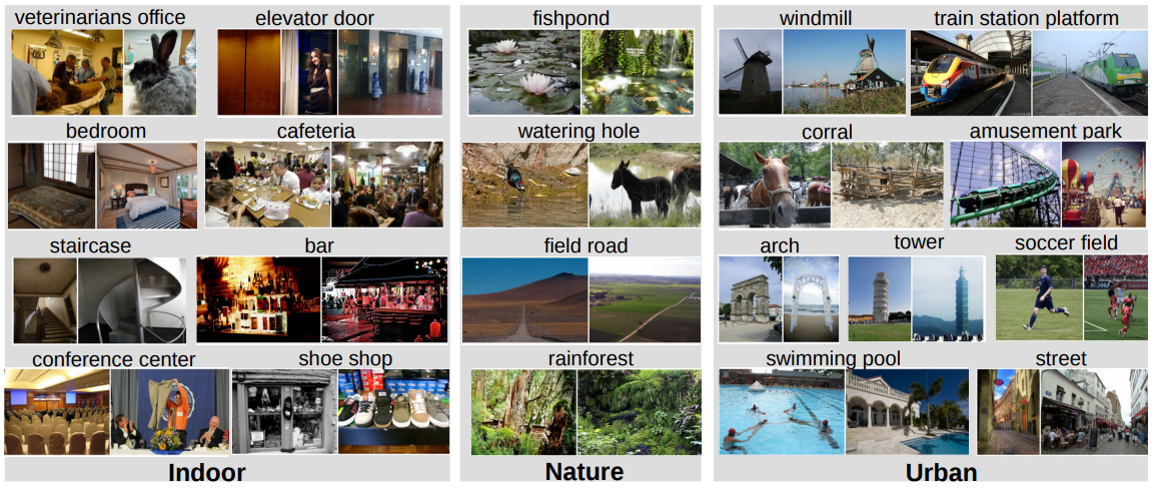 veterinarians office
elevator door
bedroom
cafeteria
staircase
bar
conference center
shoe shop
Indoor
fishpond
watering hole
field road
rainforest
Nature
windmill
train station platform
corral
amusement park
arch
tower
soccer field
swimming pool
street
Urban